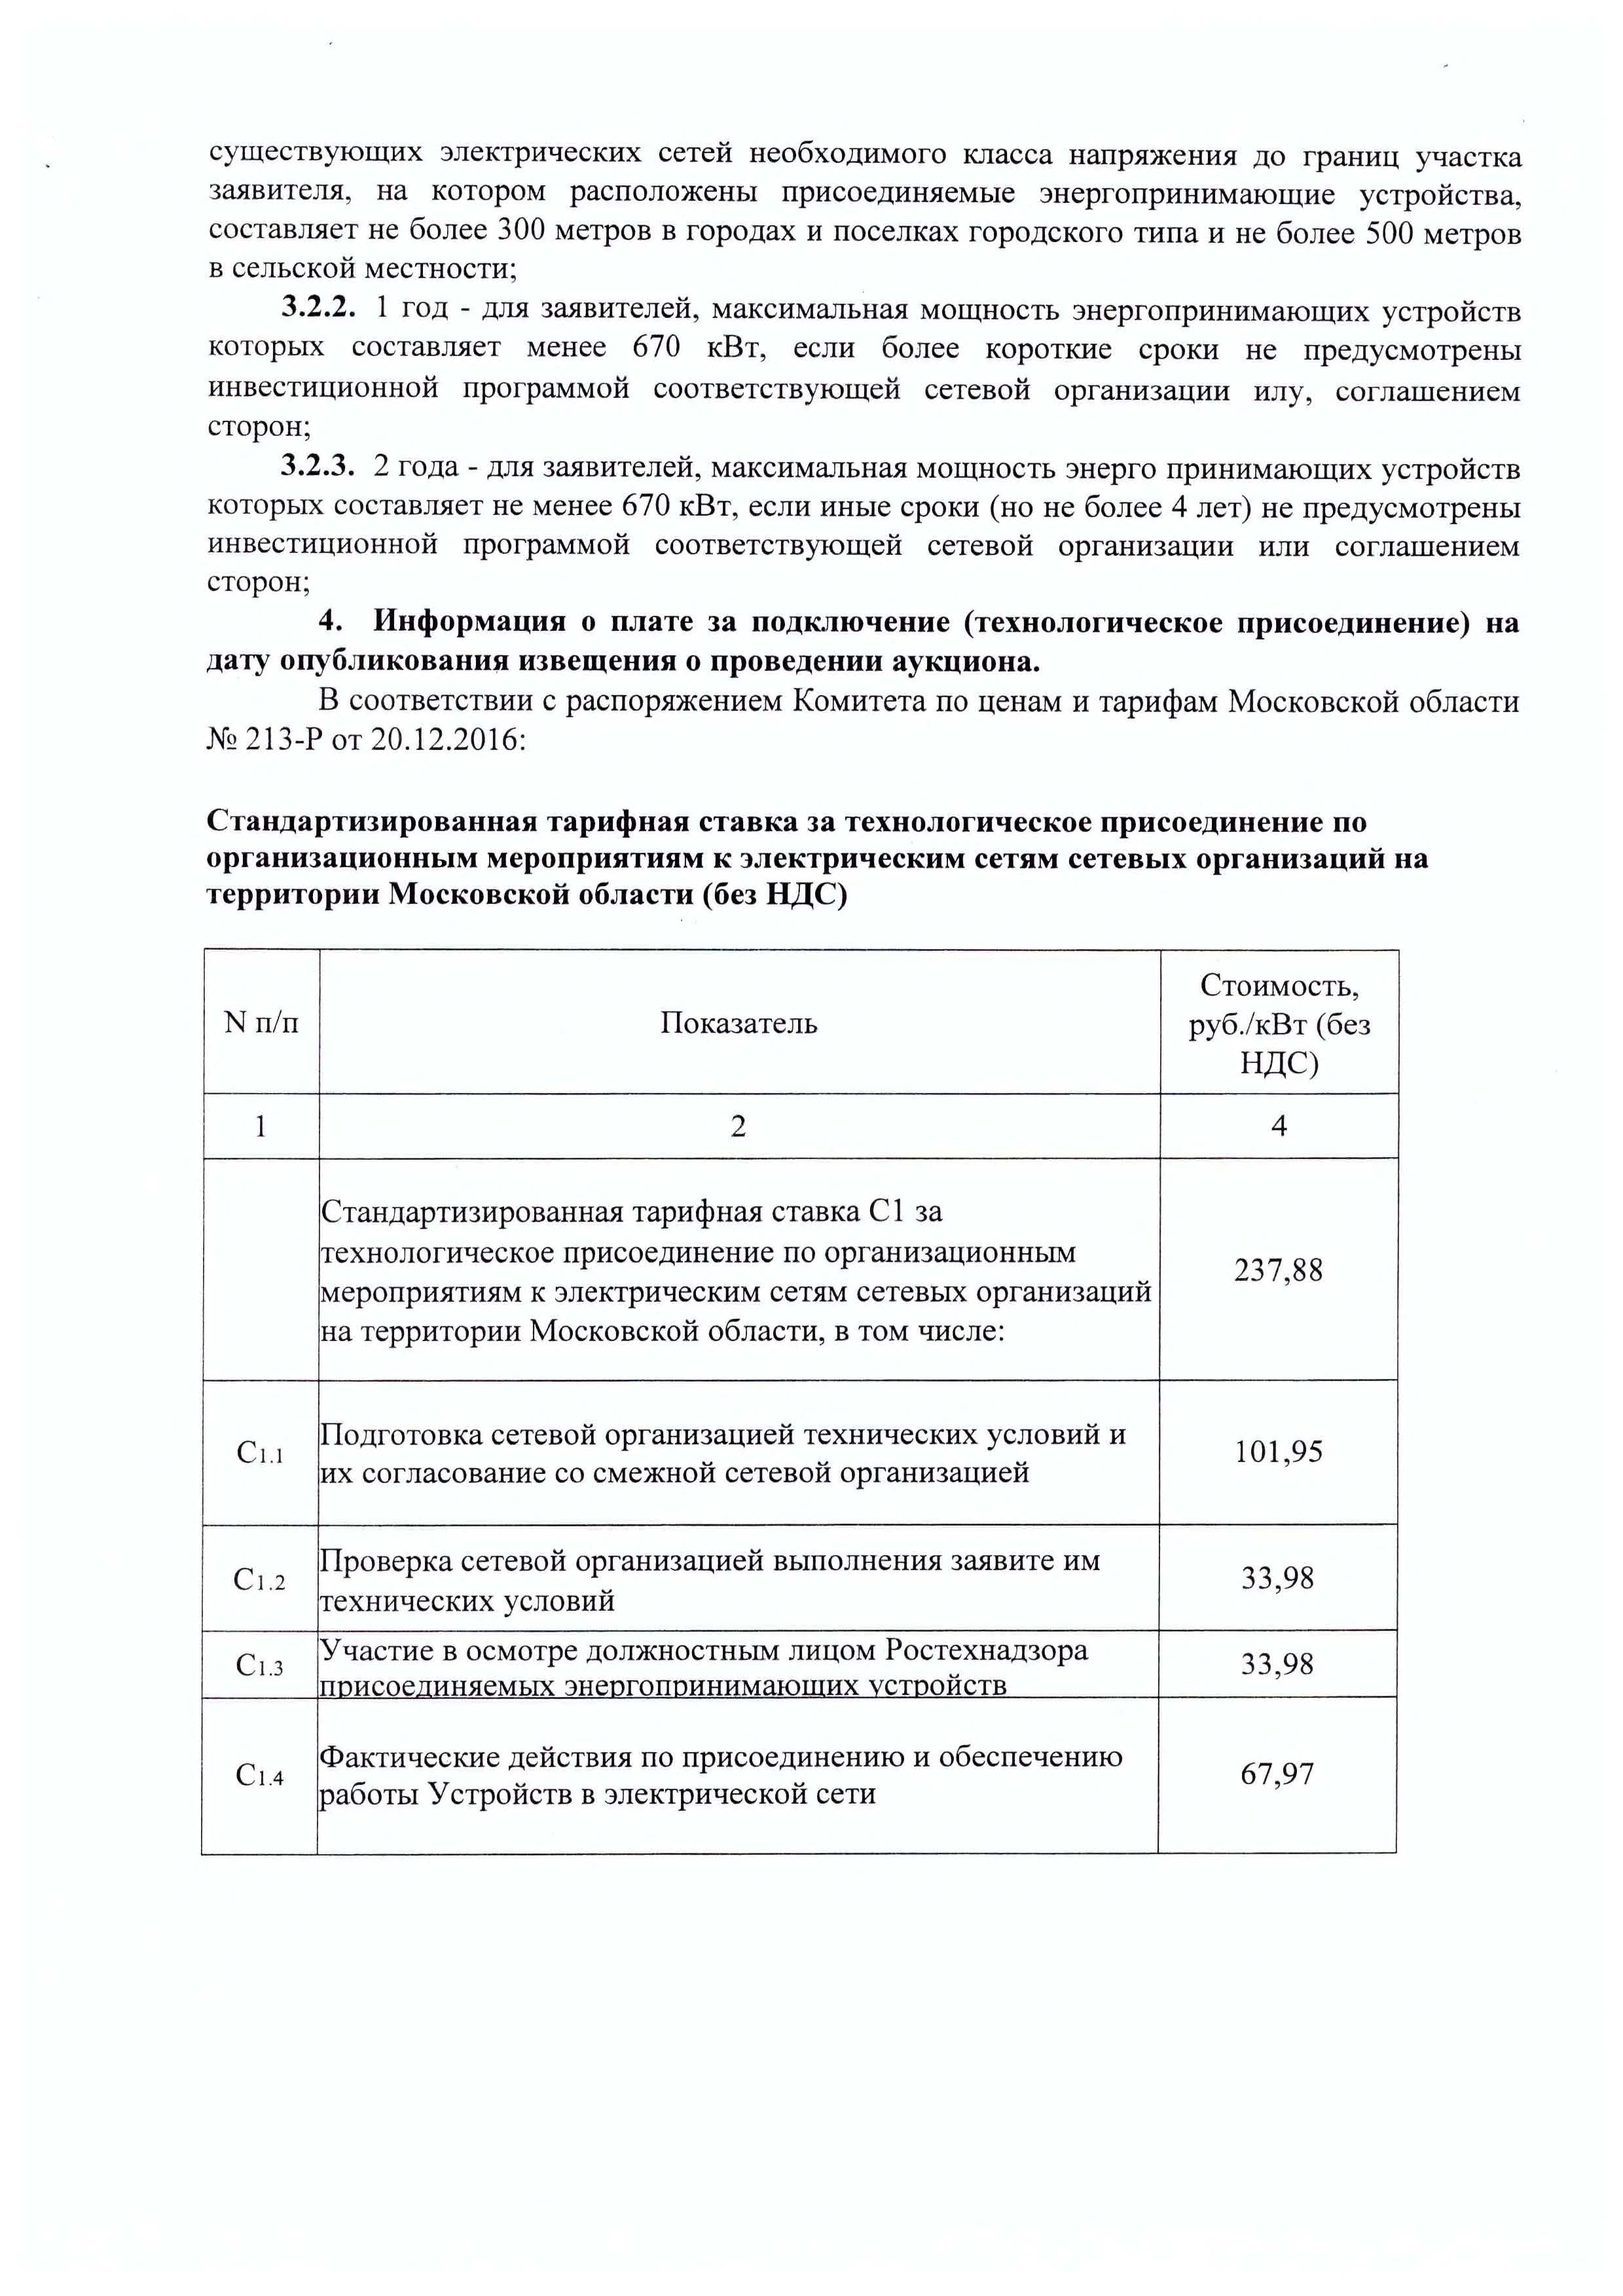 существующих электрических сетей необходимого класса напряжения до границ участка
заявителя, на котором расположены присоединяемые энергопринимающие устройства,
составляет не более 300 метров в городах и поселках городского типа и не более 500 метров
в сельской местности;
3.2.2. 1 год - для заявителей, максимальная мощность энергопринимающих устройств
которых составляет менее 670 кВт, если более короткие сроки не предусмотрены
инвестиционной программой соответствующей сетевой организации илу, соглашением
сторон;
3.2.3. 2 года - для заявителей, максимальная мощность энерго принимающих устройств
которых составляет не менее 670 кВт, если иные сроки (но не более 4 лет) не предусмотрены
инвестиционной программой соответствующей сетевой организации или соглашением
сторон;
4. Информация о плате за подключение (технологическое присоединение) на
дату опубликования извещения о проведении аукциона.
В соответствии с распоряжением Комитета по ценам и тарифам Московской области
№ 213-Р от 20.12.2016:
Стандартизированная тарифная ставка за технологическое присоединение по
организационным мероприятиям к электрическим сетям сетевых организаций на
территории Московской области (без НДС)
N п/п
Показатель
Стоимость,
руб./кВт (без
НДС)
1
2
4
Стандартизированная тарифная ставка С1 за
технологическое присоединение по организационным
мероприятиям к электрическим сетям сетевых организаций
на территории Московской области, в том числе:
237,88
С1.1
Подготовка сетевой организацией технических условий и
их согласование со смежной сетевой организацией
101,95
С1.2
Проверка сетевой организацией выполнения заявите им
технических условий
33,98
С1.3
Участие в осмотре должностным лицом Ростехнадзора
присоединяемых энергопринимающих устройств
33,98
С1.4
Фактические действия по присоединению и обеспечению
работы Устройств в электрической сети
67,97